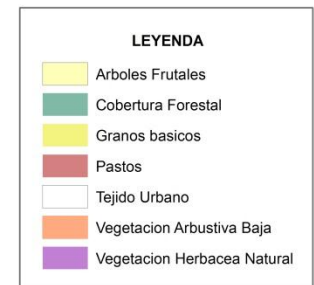 LEYENDA
Arboles Frutales
Cobertura Forestal
Granos basicos
Pastos
Tejido Urbano
Vegetacion Arbustiva Baja
Vegetacion Herbacea Natural